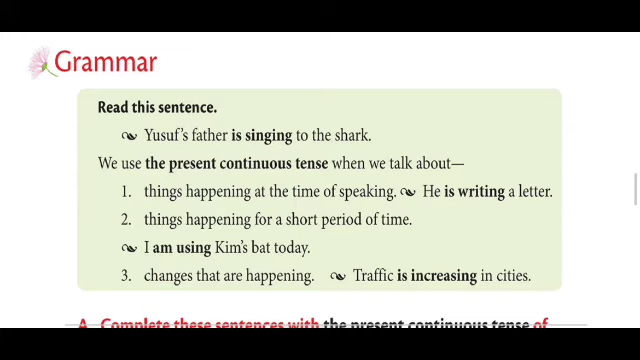 Grammar
Read this sentence.
Yusuf's father is singing to the shark.
We use the present continuous tense when we talk about—
1. things happening at the time of speaking. He is writing a letter.
2. things happening for a short period of time.
I am using Kim's bat today.
3. changes that are happening. Traffic is increasing in cities.
A Complete these sentences with the present continuous tense of